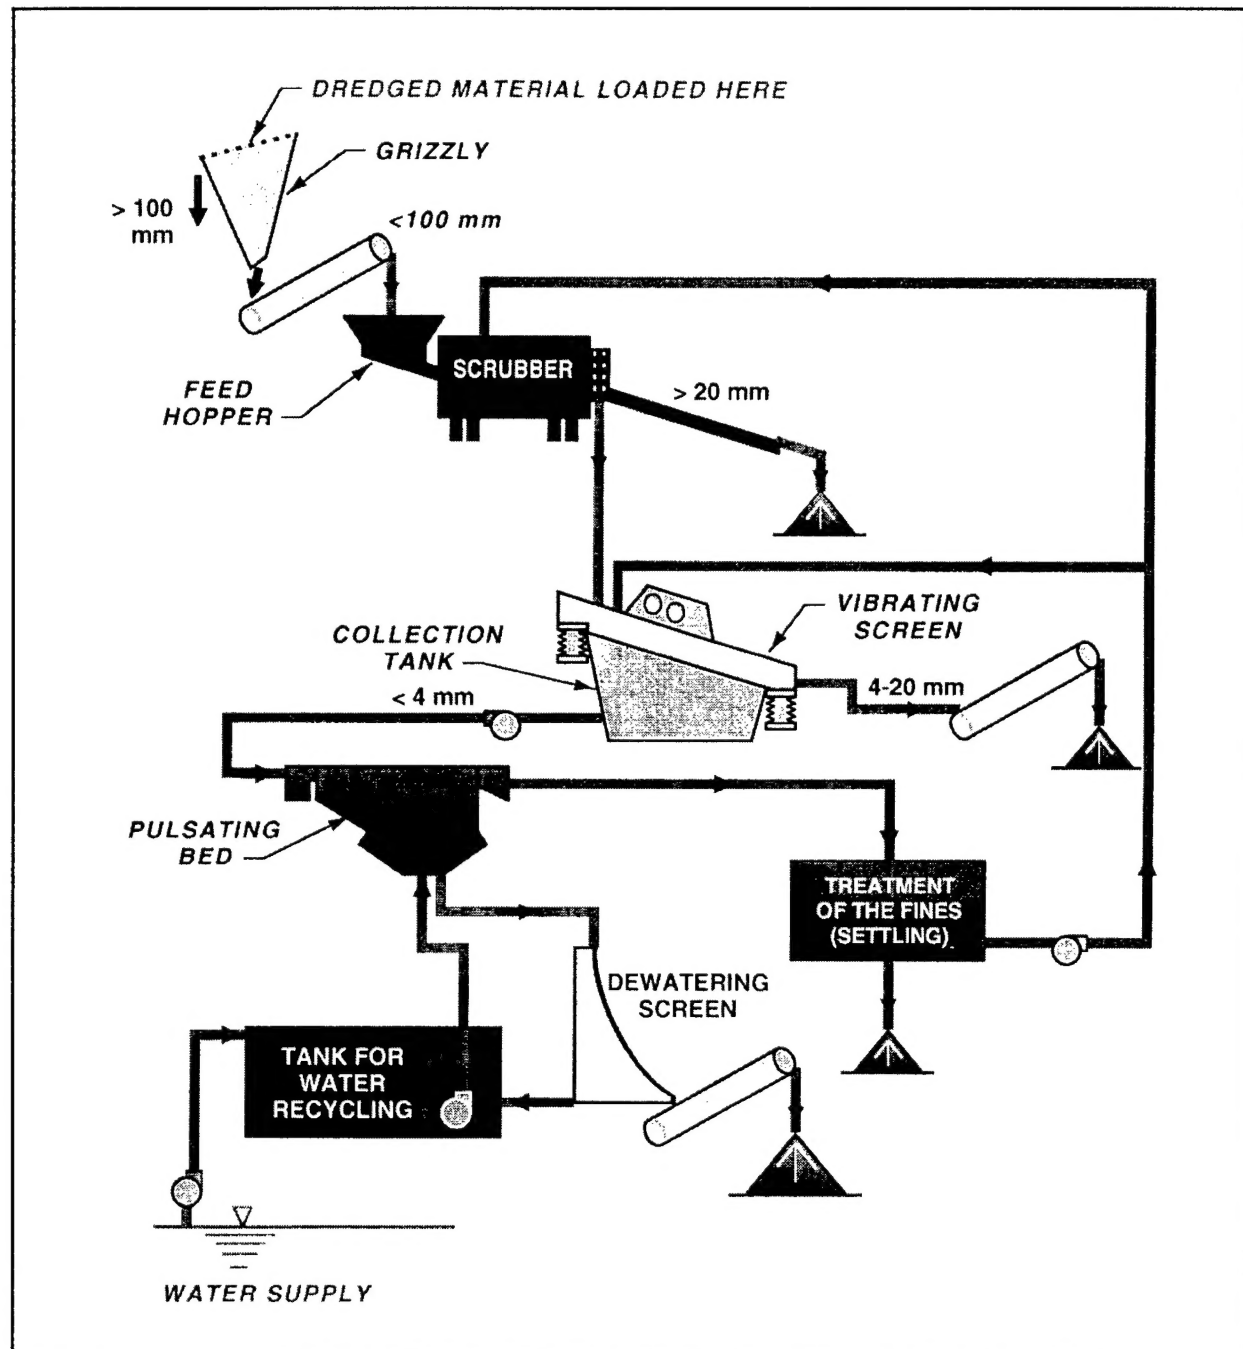 DREDGED MATERIAL LOADED HERE
GRIZZLY
> 100
mm
<100 mm
SCRUBBER
FEED
HOPPER
> 20 mm
VIBRATING
SCREEN
COLLECTION
TANK
< 4 mm
4-20 mm
PULSATING
BED
TREATMENT
OF THE FINES
(SETTLING)
DEWATERING
SCREEN
TANK FOR
WATER
RECYCLING
WATER SUPPLY